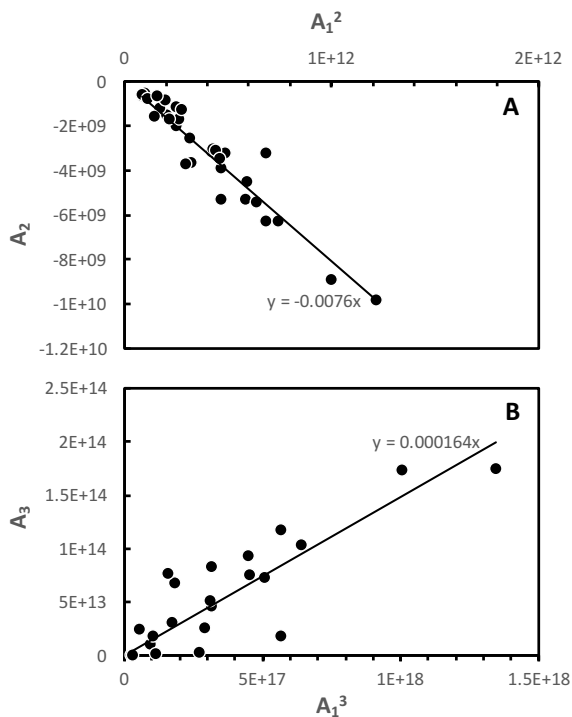 A₁²
0 1E+12 2E+12
0
-2E+09
-4E+09
-6E+09
-8E+09
-1E+10
-1.2E+10
A₂
A
y = -0.0076x
2.5E+14
2E+14
1.5E+14
1E+14
5E+13
0
A₃
B
y = 0.000164x
0 5E+17 1E+18 1.5E+18
A₁³